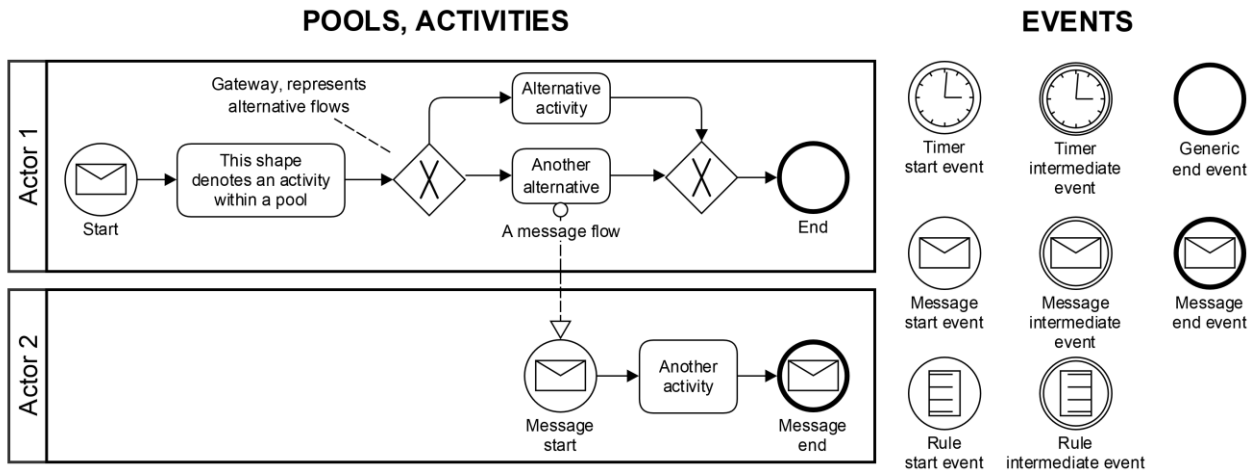 POOLS, ACTIVITIES
Actor 1
Gateway, represents
alternative flows
Alternative
activity
This shape
denotes an activity
within a pool
Another
alternative
Start
A message flow
End
Actor 2
Another
activity
Message
start
Message
end
EVENTS
Timer
start event
Timer
intermediate
event
Generic
end event
Message
start event
Message
intermediate
event
Message
end event
Rule
start event
Rule
intermediate event